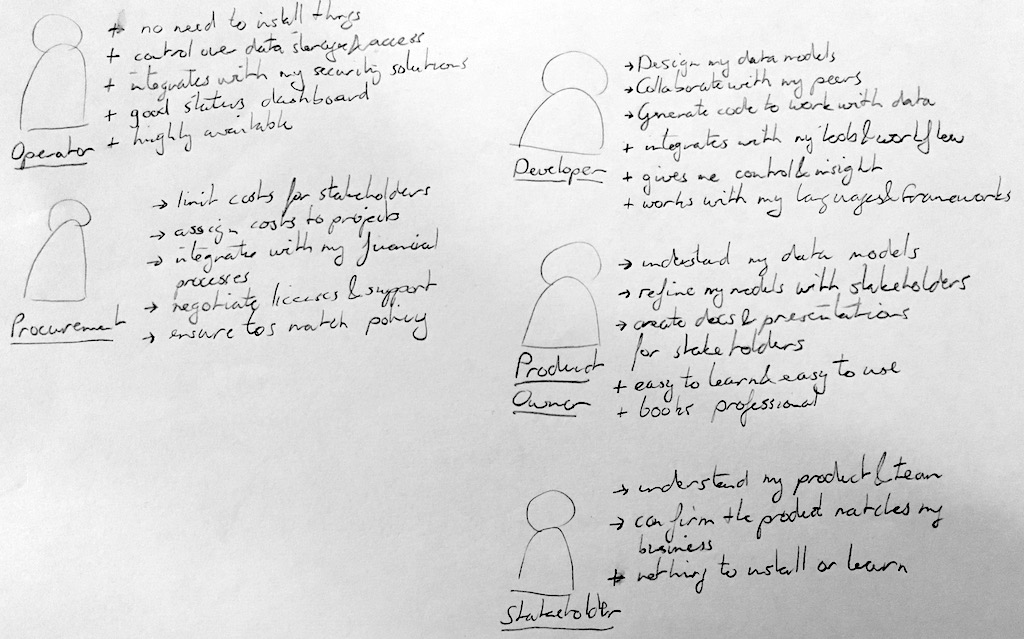 + no need to install things
+ control over data storage & access
+ integrates with my security solutions
+ good status dashboard
+ highly available
Operator
→ limit costs for stakeholders
→ assign costs to projects
→ integrate with my financial
processes
→ negotiate licenses & support
→ ensure tos match policy
Procurement
→ Design my data models
→ Collaborate with my peers
→ Generate code to work with data
+ integrates with my tools & workflow
+ gives me control & insight
+ works with my languages & frameworks
Developer
→ understand my data models
→ refine my models with stakeholders
→ create docs & presentations
for stakeholders
+ easy to learn & easy to use
+ looks professional
Product
Owner
→ understand my product & team
→ confirm the product matches my
business
+ nothing to install or learn
Stakeholder